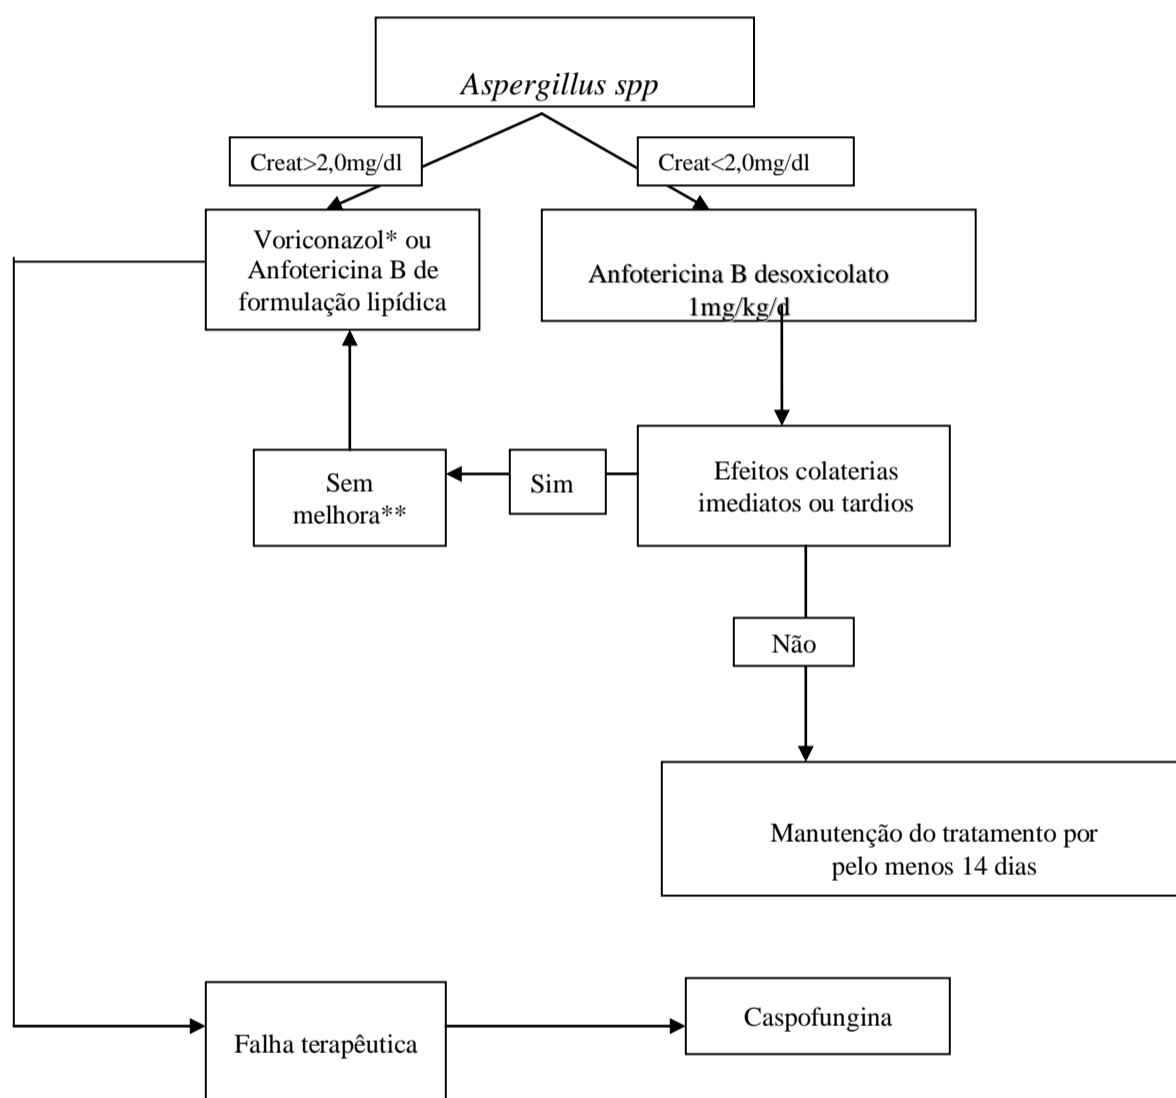 Aspergillus spp
Creat>2,0mg/dl
Creat<2,0mg/dl
Voriconazol* ou
Anfotericina B de
formulação lipídica
Anfotericina B desoxicolato
1mg/kg/d
Sem
melhora**
Sim
Efeitos colaterias
imediatos ou tardios
Não
Manutenção do tratamento por
pelo menos 14 dias
Falha terapêutica
Caspofungina